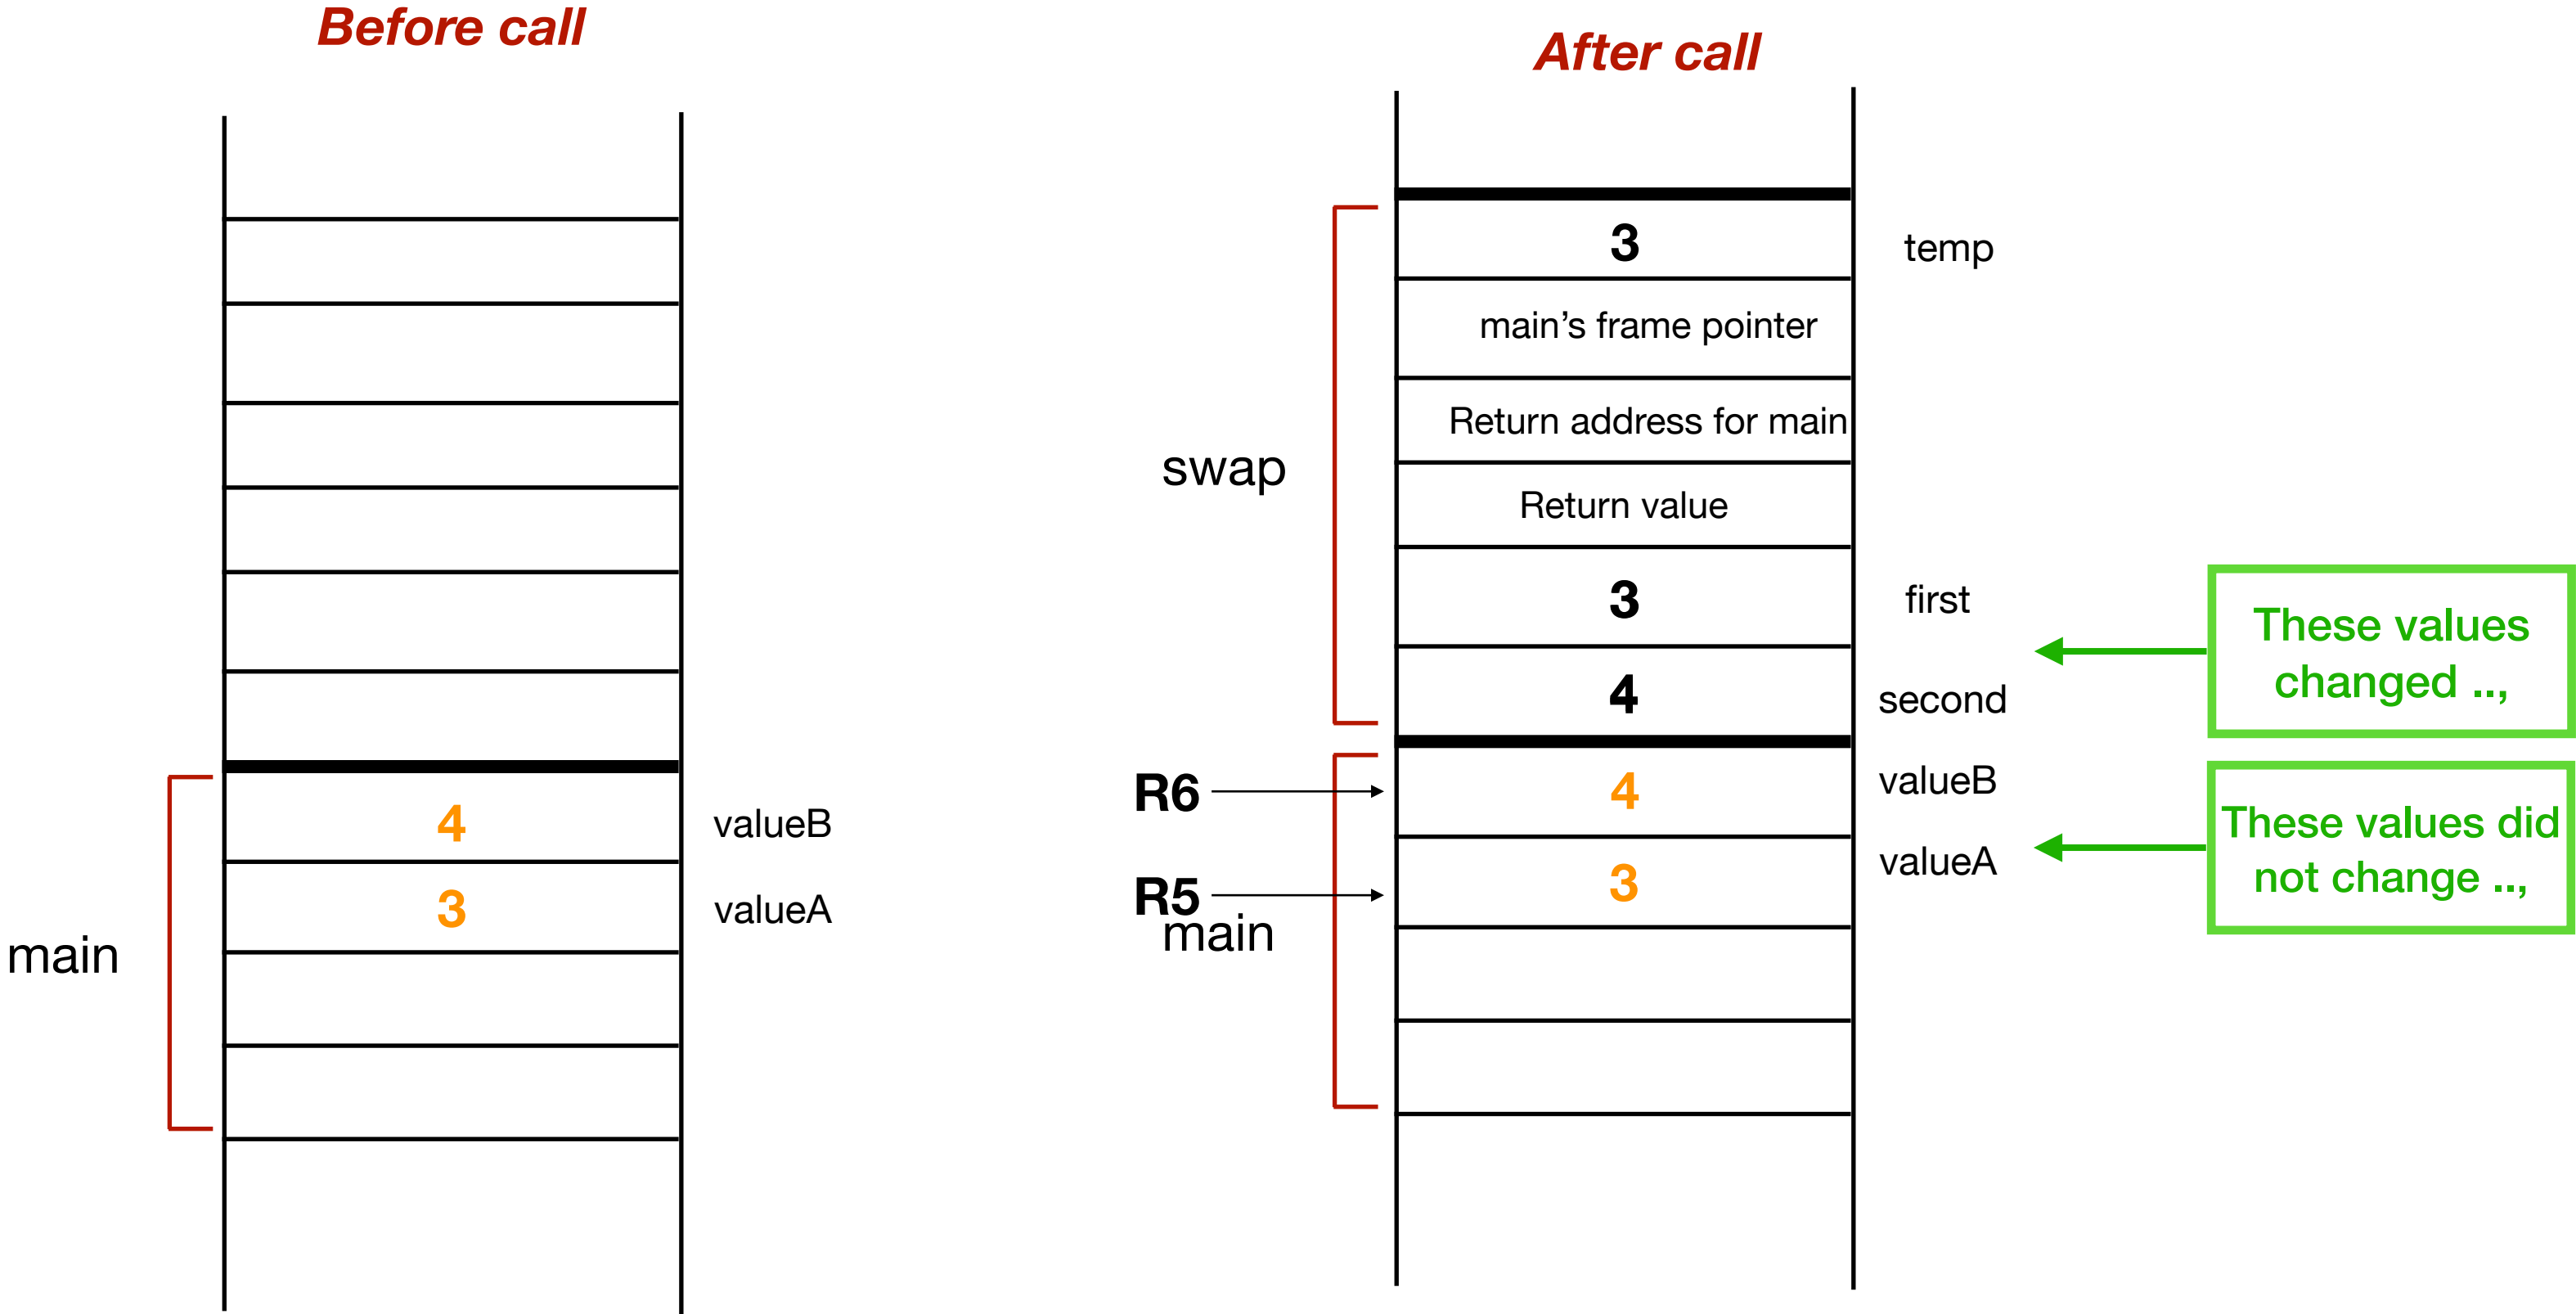 Before call
4
valueB
3
valueA
main
After call
3
temp
main's frame pointer
Return address for main
swap
Return value
3
first
4
second
R6
4
valueB
R5
3
valueA
main
These values
changed ..,
These values did
not change ..,